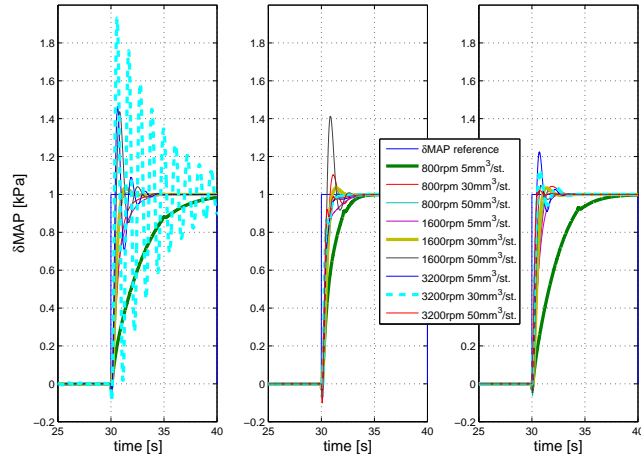 1.8
1.6
1.4
1.2
1
0.8
0.6
0.4
0.2
0
-0.2
δMAP [kPa]
25 30 35 40
time [s]
1.8
1.6
1.4
1.2
1
0.8
0.6
0.4
0.2
0
-0.2
25 30 35 40
time [s]
1.8
1.6
1.4
1.2
1
0.8
0.6
0.4
0.2
0
-0.2
25 30 35 40
time [s]
δMAP reference
800rpm 5mm³/st.
800rpm 30mm³/st.
800rpm 50mm³/st.
1600rpm 5mm³/st.
1600rpm 30mm³/st.
1600rpm 50mm³/st.
3200rpm 5mm³/st.
3200rpm 30mm³/st.
3200rpm 50mm³/st.